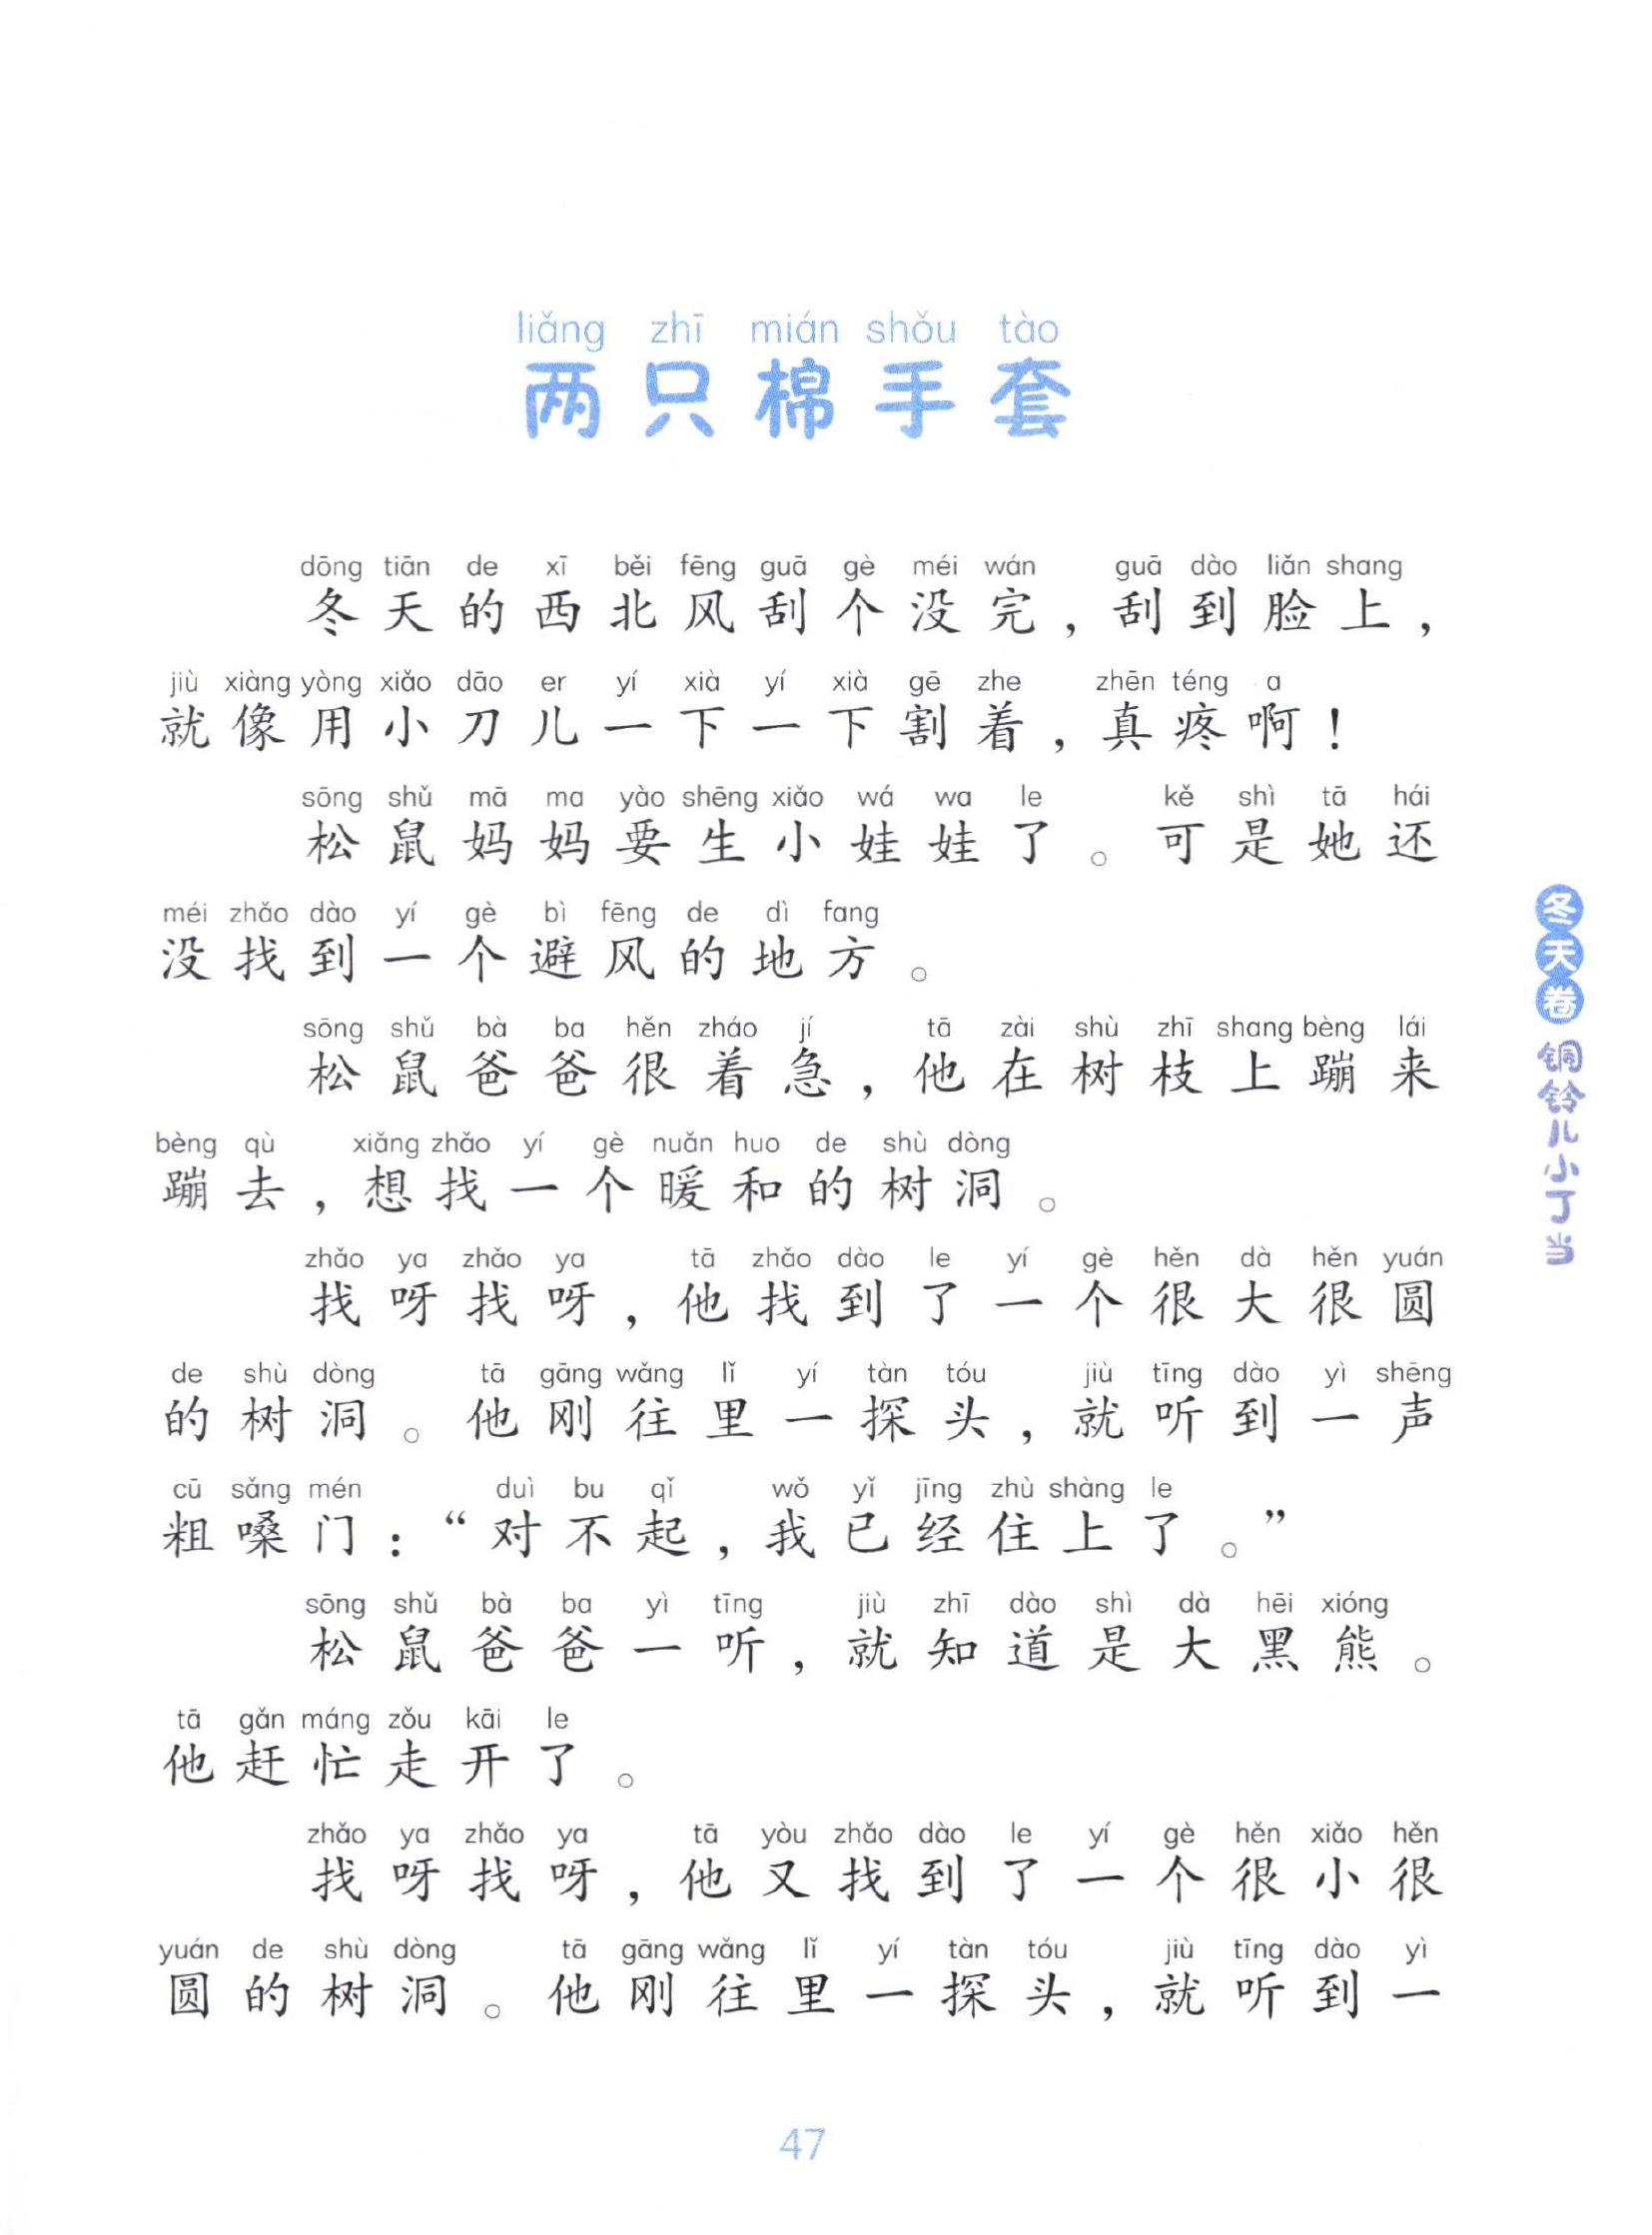 liǎng zhī mián shǒu tào
两只棉手套
dōng tiān de xī běi fēng guā gè méi wán guā dào liǎn shang
冬天的西北风刮个没完，刮到脸上，
jiù xiàng yòng xiǎo dāo er yí xià yí xià gē zhe zhēn téng a
就像用小刀儿一下一下割着，真疼啊！
sōng shǔ mā ma yào shēng xiǎo wá wa le kě shì tā hái
松鼠妈妈要生小娃娃了。可是她还
méi zhǎo dào yí gè bì fēng de dì fang
没找到一个避风的地方。
sōng shǔ bà ba hěn zháo jí tā zài shù zhī shang bèng lái
松鼠爸爸很着急，他在树枝上蹦来
bèng qù xiǎng zhǎo yí gè nuǎn huo de shù dòng
蹦去，想找一个暖和的树洞。
zhǎo ya zhǎo ya tā zhǎo dào le yí gè hěn dà hěn yuán
找呀找呀，他找到了一个很大很圆
de shù dòng tā gāng wǎng lǐ yí tàn tóu jiù tīng dào yì shēng
的树洞。他刚往里一探头，就听到一声
cū sǎng mén duì bu qǐ wǒ yǐ jīng zhù shàng le
粗嗓门：“对不起，我已经住上了。”
sōng shǔ bà ba yì tīng jiù zhī dào shì dà hēi xióng
松鼠爸爸一听，就知道是大黑熊。
tā gǎn máng zǒu kāi le
他赶忙走开了。
zhǎo ya zhǎo ya tā yòu zhǎo dào le yí gè hěn xiǎo hěn
找呀找呀，他又找到了一个很小很
yuán de shù dòng tā gāng wǎng lǐ yí tàn tóu jiù tīng dào yì
圆的树洞。他刚往里一探头，就听到一
冬天卷 铜铃儿小丁当
47